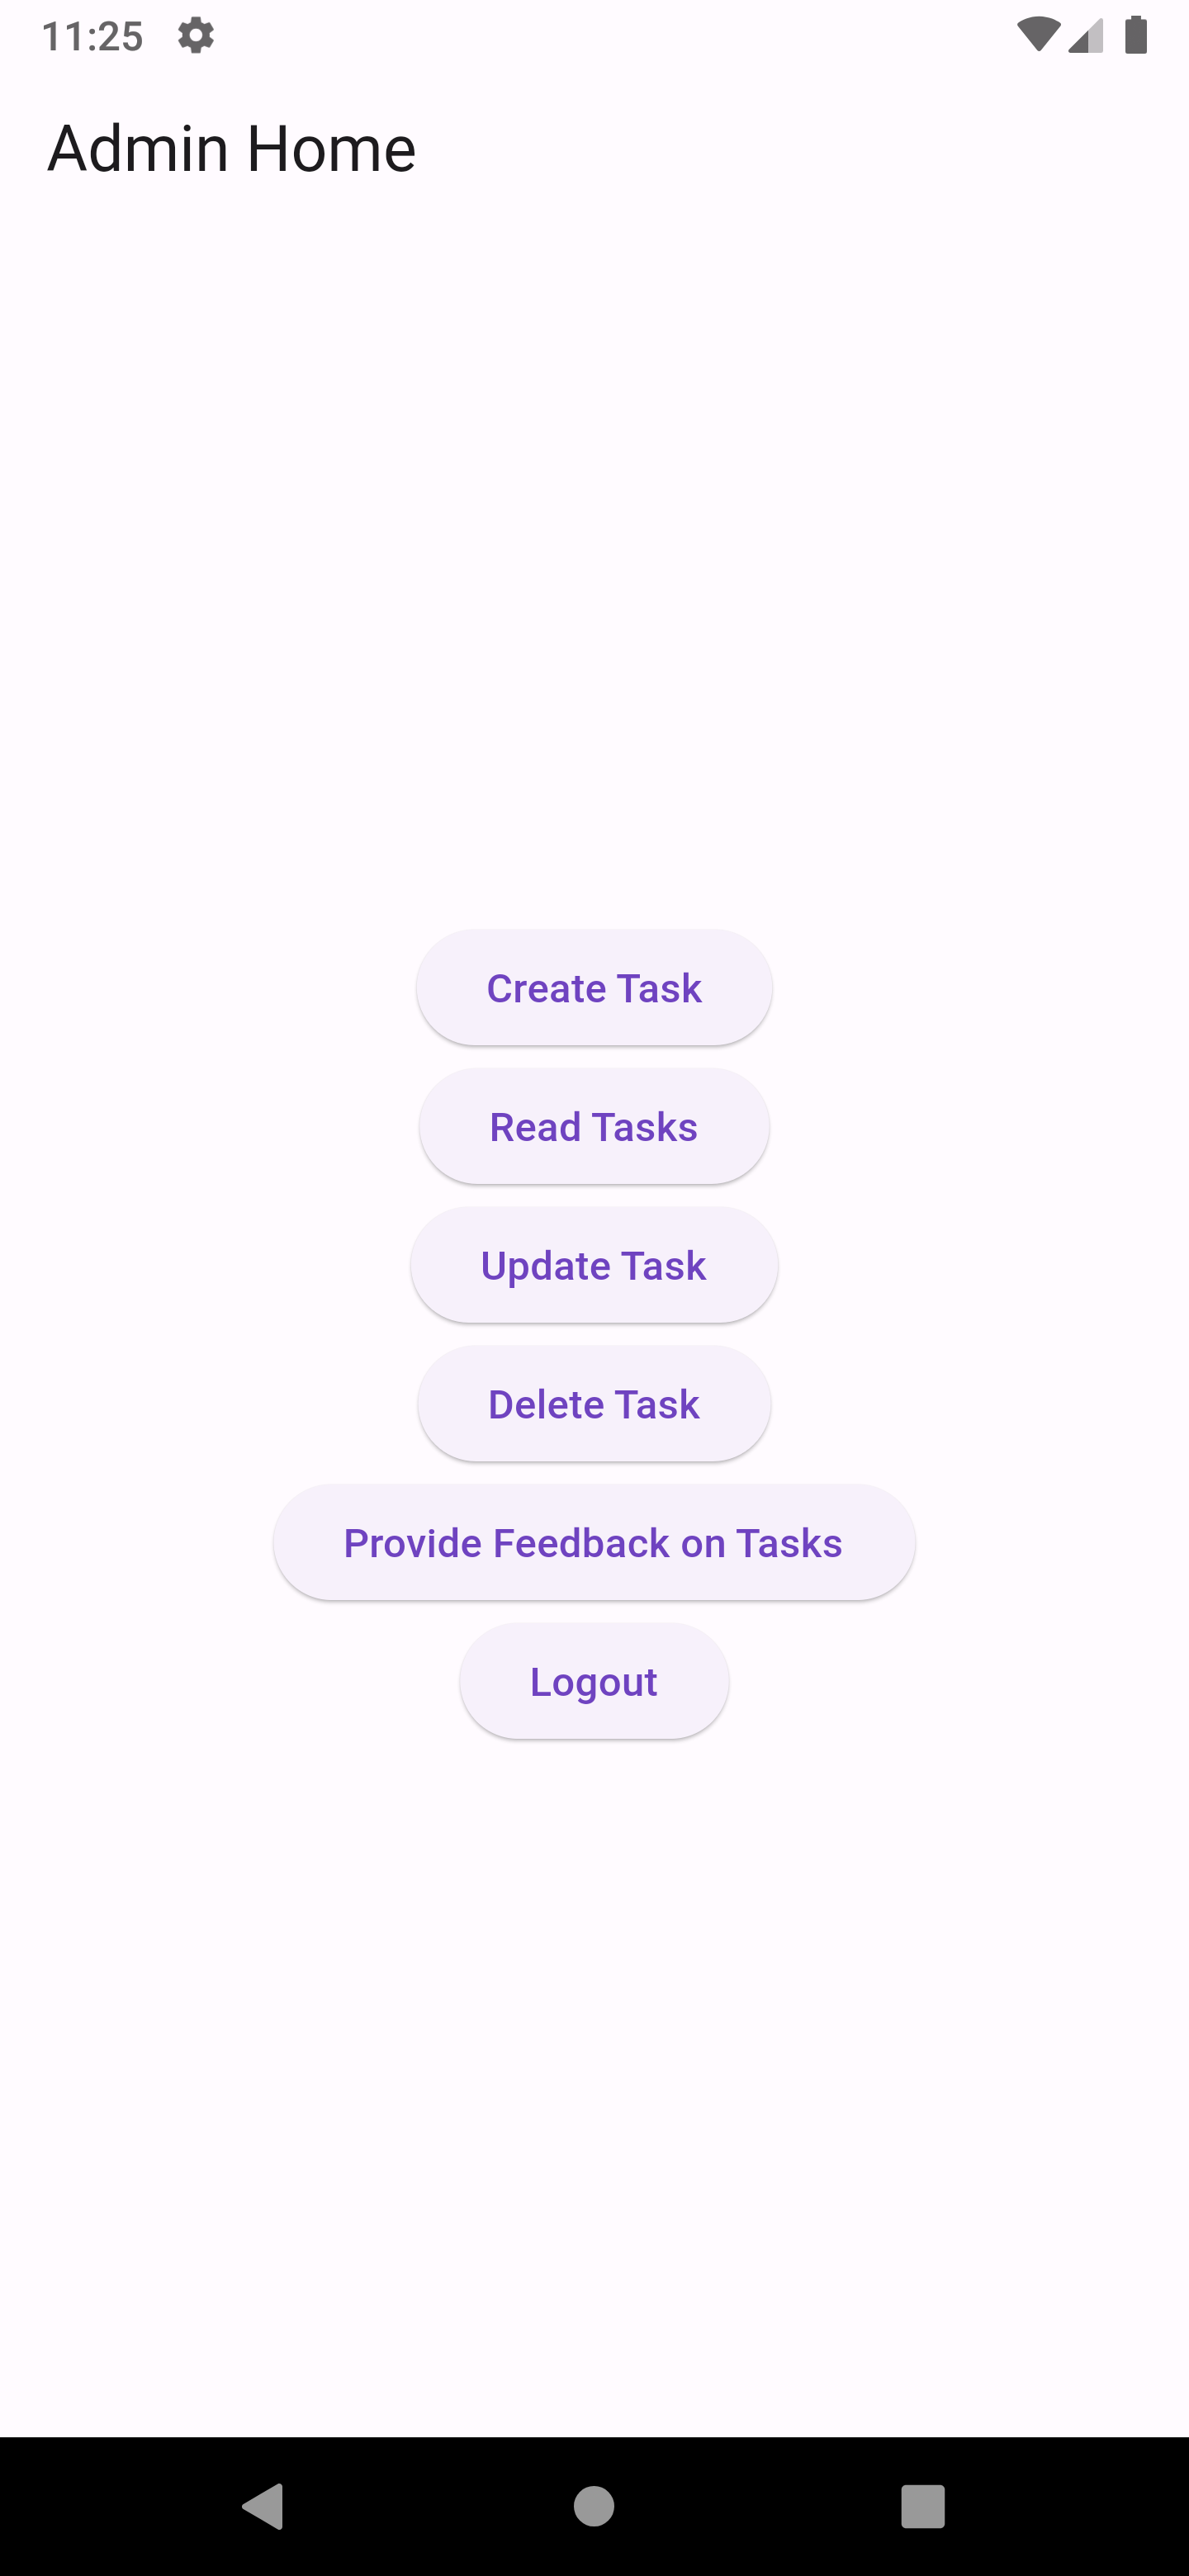 11:25
Admin Home
Create Task
Read Tasks
Update Task
Delete Task
Provide Feedback on Tasks
Logout